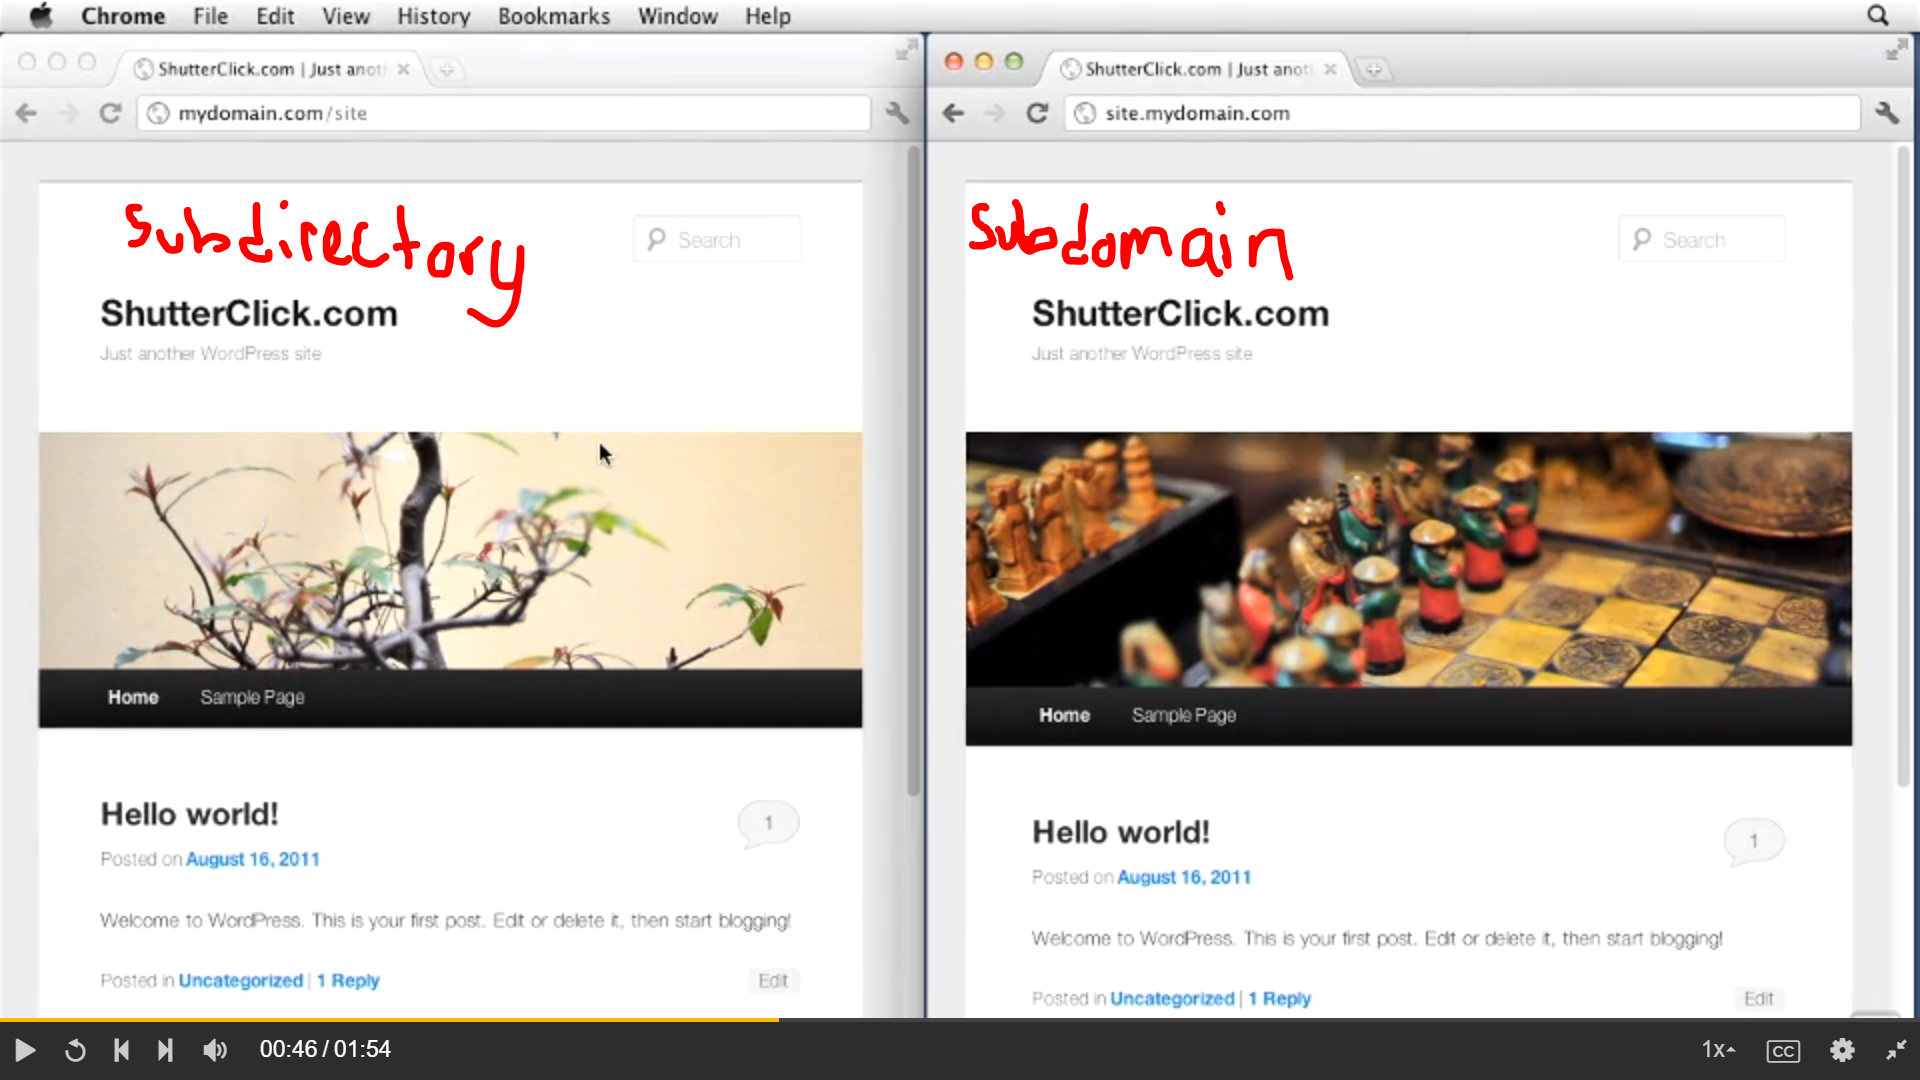 Chrome File Edit View History Bookmarks Window Help
ShutterClick.com | Just anot
mydomain.com/site
Subdirectory
Search
ShutterClick.com
Just another WordPress site
Home Sample Page
Hello world!
1
Posted on August 16, 2011
Welcome to WordPress. This is your first post. Edit or delete it, then start blogging!
Posted in Uncategorized | 1 Reply
Edit
ShutterClick.com | Just anot
site.mydomain.com
Subdomain
Search
ShutterClick.com
Just another WordPress site
Home Sample Page
Hello world!
1
Posted on August 16, 2011
Welcome to WordPress. This is your first post. Edit or delete it, then start blogging!
Posted in Uncategorized | 1 Reply
Edit
00:46 / 01:54
1x
CC